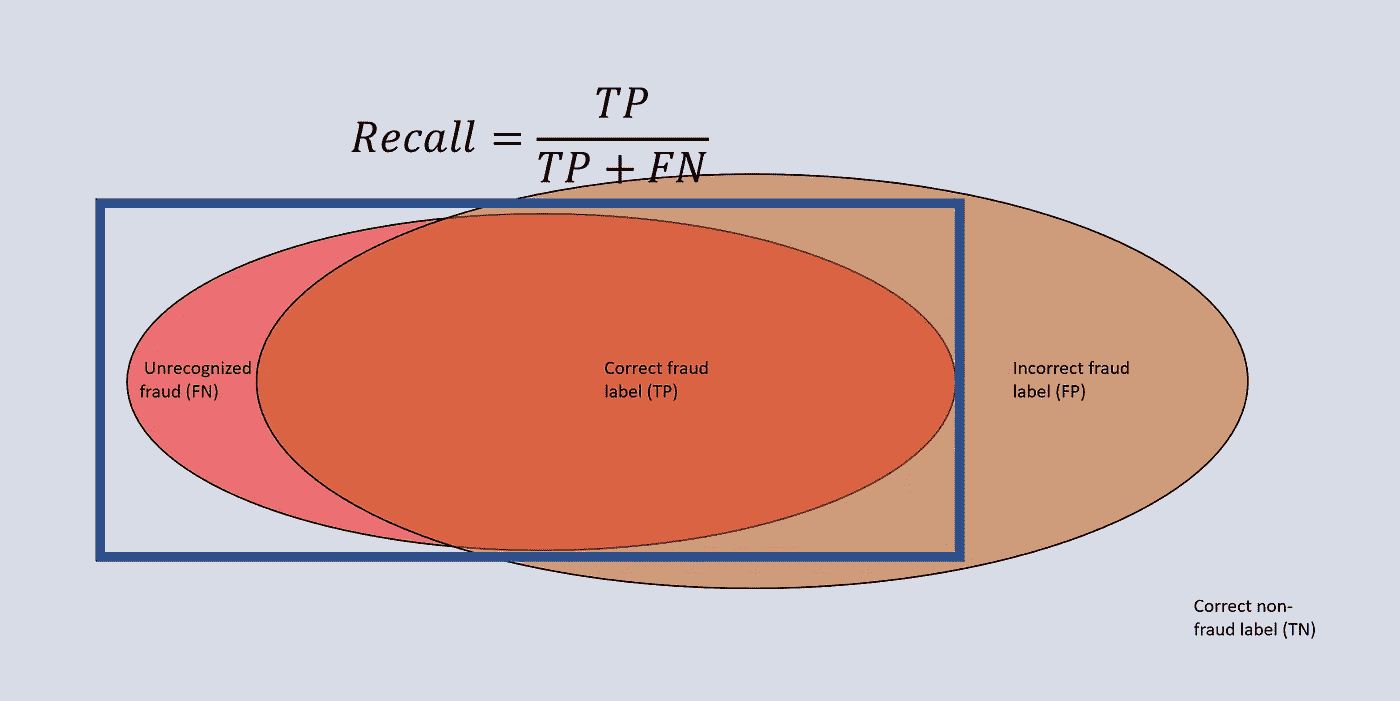 Recall = TP / TP + FN
Unrecognized
fraud (FN)
Correct fraud
label (TP)
Incorrect fraud
label (FP)
Correct non-
fraud label (TN)